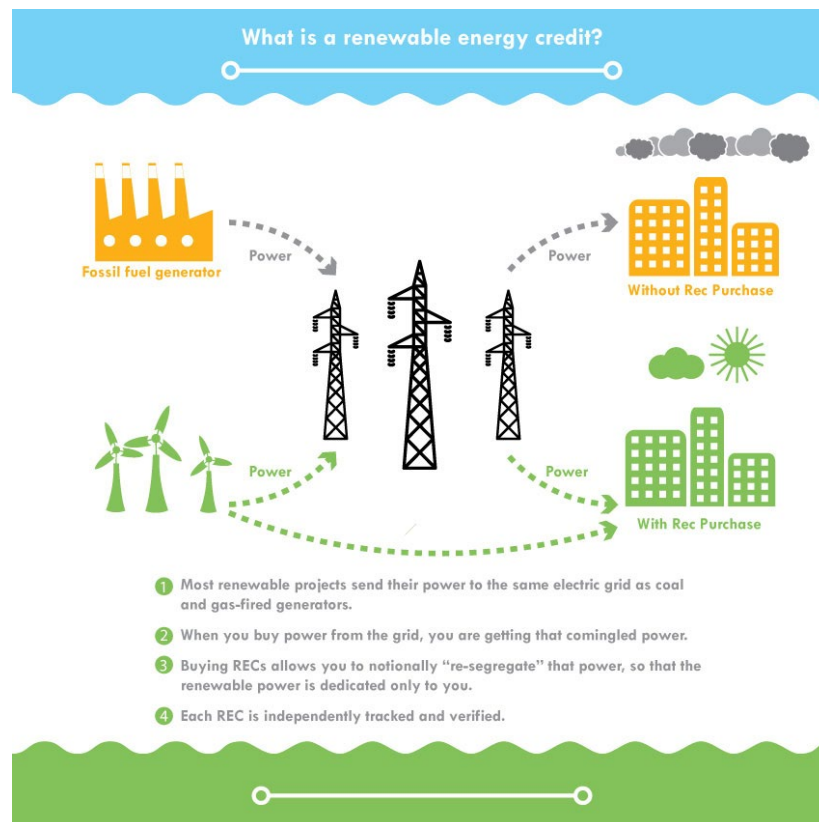 What is a renewable energy credit?
Power
Fossil fuel generator
Power
Without Rec Purchase
Power
Power
With Rec Purchase
1 Most renewable projects send their power to the same electric grid as coal
and gas-fired generators.
2 When you buy power from the grid, you are getting that comingled power.
3 Buying RECs allows you to notionally “re-segregate” that power, so that the
renewable power is dedicated only to you.
4 Each REC is independently tracked and verified.